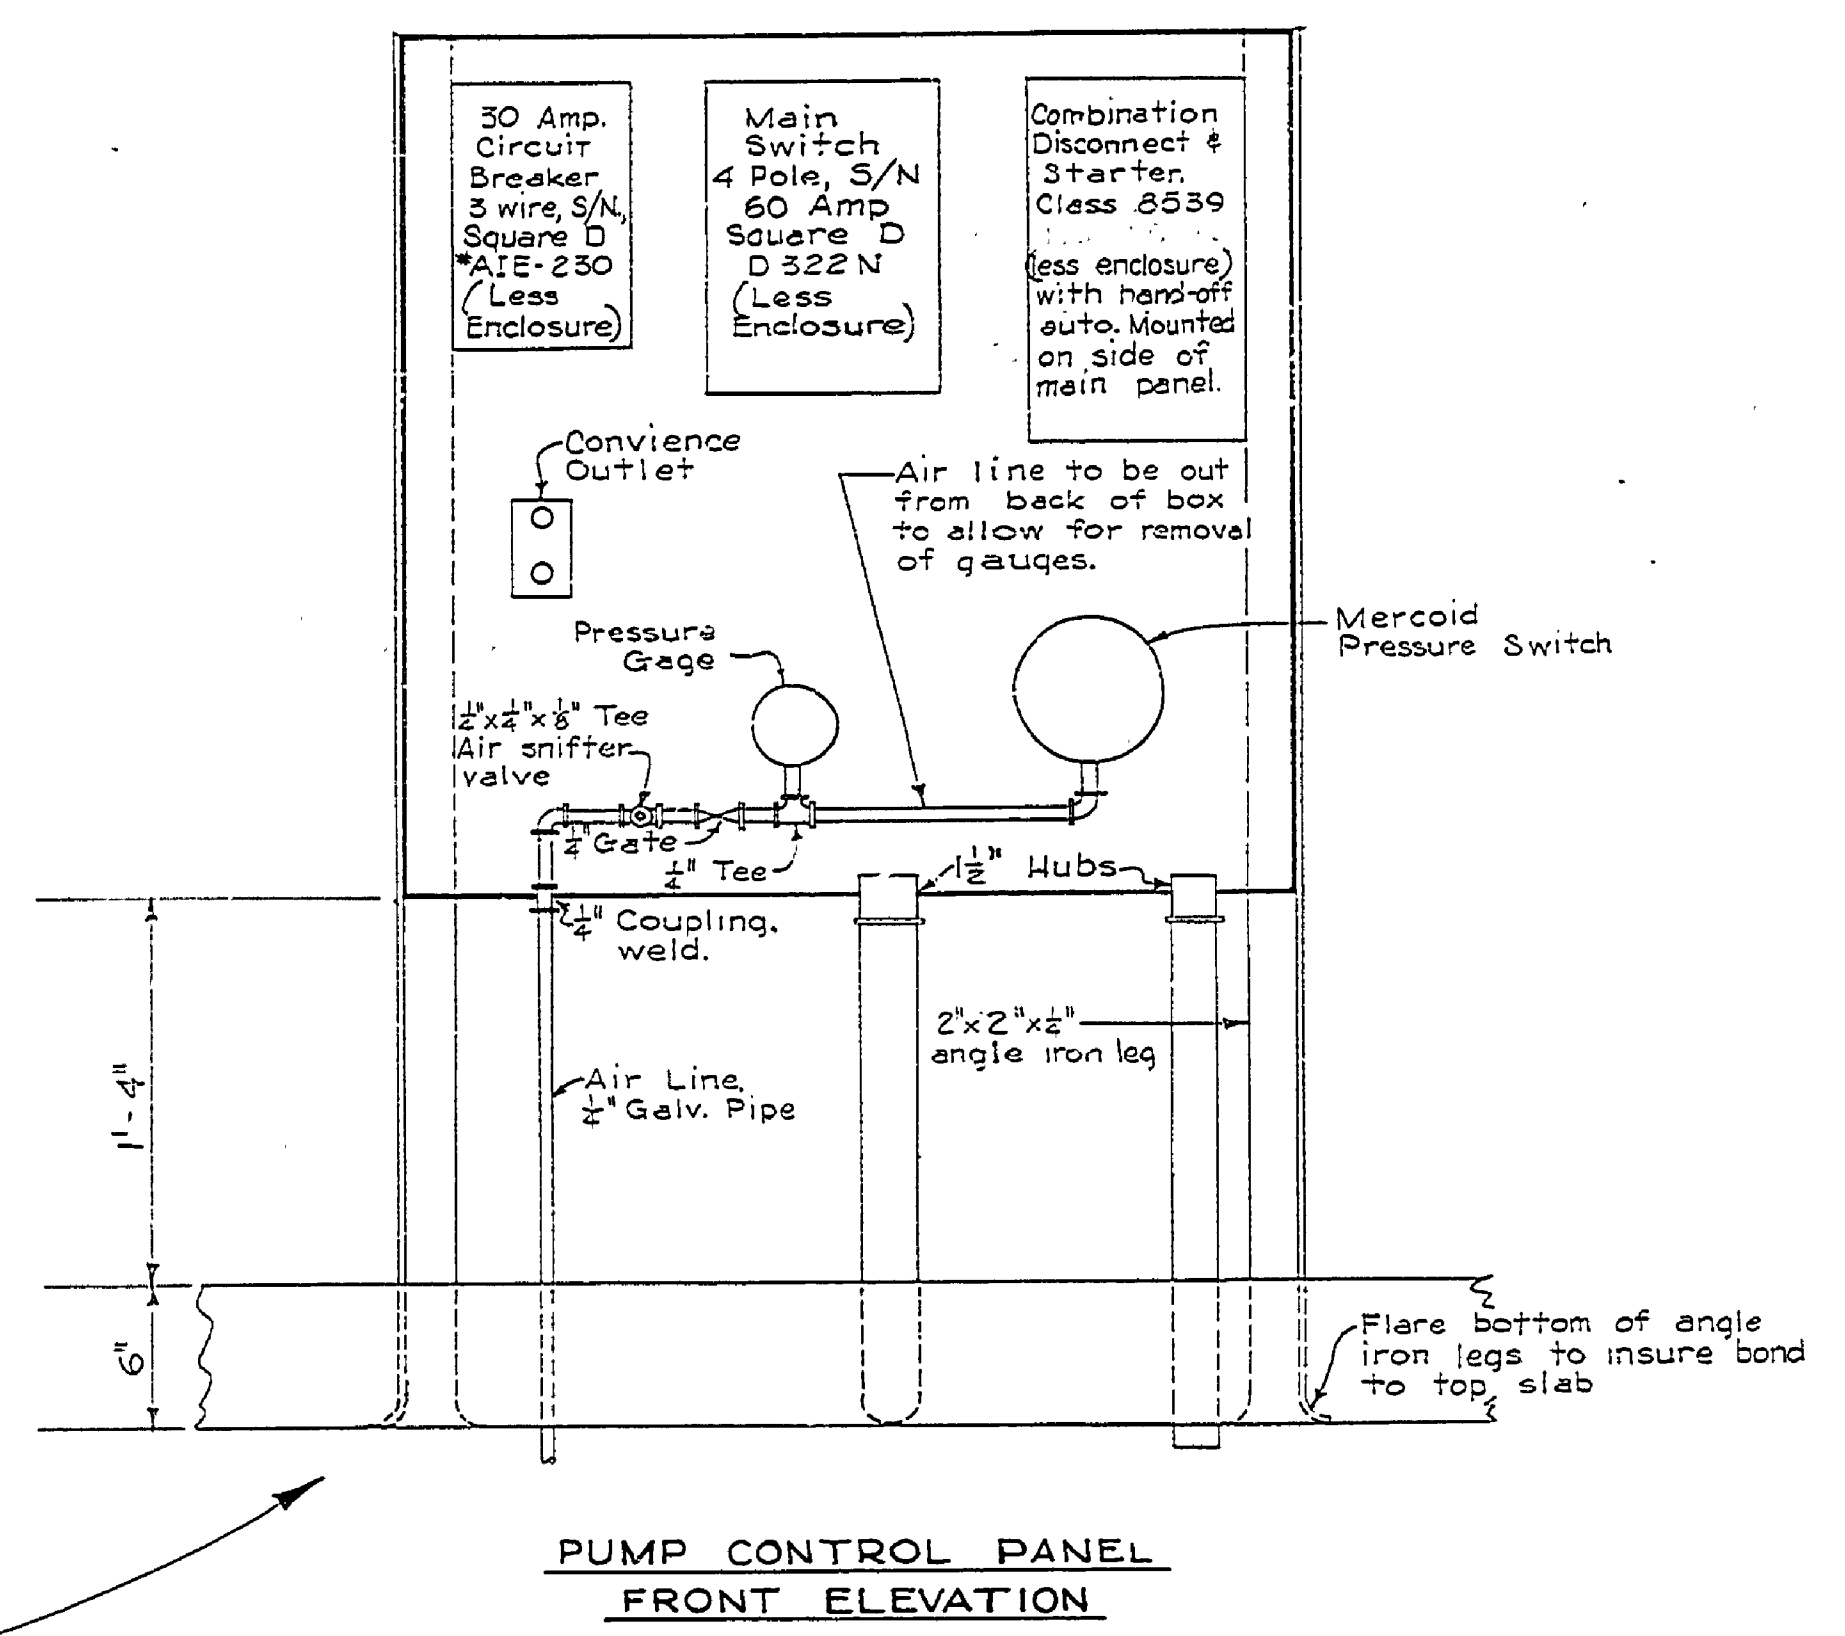 30 Amp.
Circuit
Breaker
3 wire, S/N.,
Square D
*AIE-230
(Less
Enclosure)
Main
Switch
4 Pole, S/N
60 Amp
Square D
D 322 N
(Less
Enclosure)
Combination
Disconnect &
Starter.
Class 8539
(less enclosure)
with hand-off
auto. Mounted
on side of
main panel.
Convience
Outlet
Air line to be out
from back of box
to allow for removal
of gauges.
Mercoid
Pressure Switch
Pressure
Gage
1/4"x1/4"x1/8" Tee
Air snifter
valve
1/4" Gate
1/4" Tee
1 1/2" Hubs
1/4" Coupling,
weld.
2"x2"x1/4"
angle iron leg
Air Line,
1/4" Galv. Pipe
1'-4"
6"
Flare bottom of angle
iron legs to insure bond
to top slab
PUMP CONTROL PANEL
FRONT ELEVATION